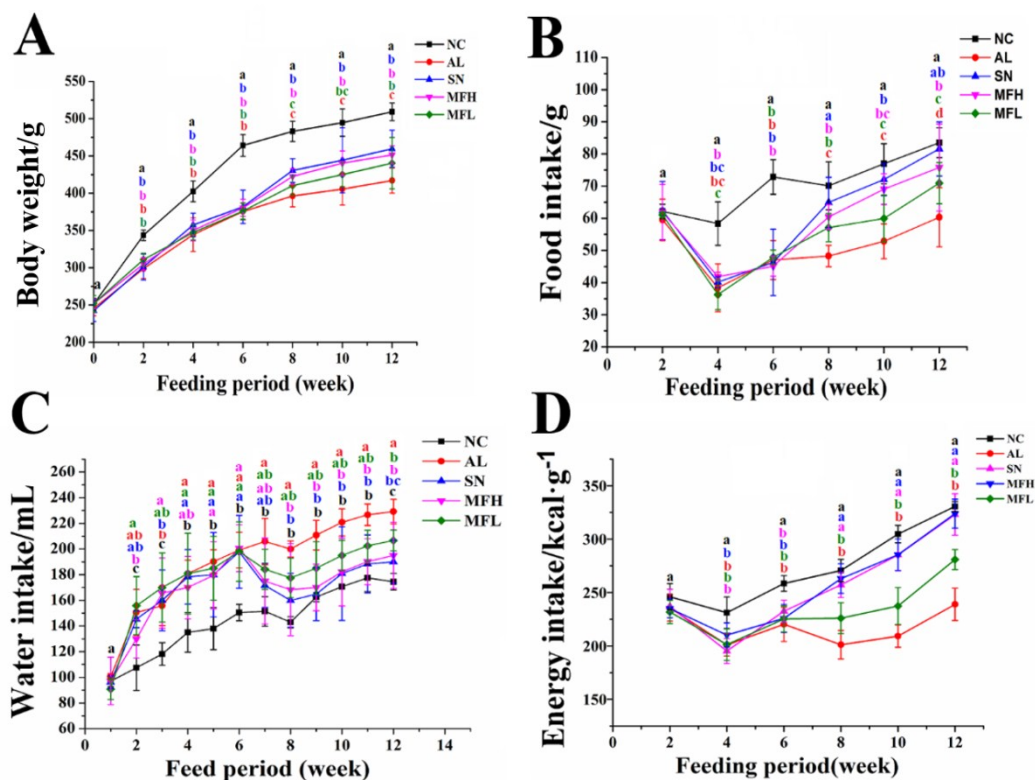 A
NC
AL
SN
MFH
MFL
Body weight/g
550
500
450
400
350
300
250
200
a
a
b
b
b
b
a
b
b
b
b
a
b
b
b
b
a
b
b
c
c
a
b
b
bc
c
a
b
b
b
c
0 2 4 6 8 10 12
Feeding period (week)
B
NC
AL
SN
MFH
MFL
Food intake/g
110
100
90
80
70
60
50
40
30
20
a
a
b
bc
bc
c
a
b
b
b
b
a
a
b
b
c
a
b
bc
c
c
a
ab
b
c
d
0 2 4 6 8 10 12
Feeding period (week)
C
NC
AL
SN
MFH
MFL
Water intake/mL
260
240
220
200
180
160
140
120
100
80
60
a
a
ab
ab
b
c
a
ab
b
b
c
a
a
a
ab
b
a
a
a
ab
b
a
a
a
a
b
a
ab
ab
ab
b
a
ab
b
b
b
a
ab
b
b
b
a
ab
ab
b
b
a
ab
b
b
b
a
b
b
bc
c
0 2 4 6 8 10 12 14
Feed period (week)
D
NC
AL
SN
MFH
MFL
Energy intake/kcal·g⁻¹
350
300
250
200
150
a
a
b
b
b
b
a
b
b
b
b
a
a
a
b
b
a
a
a
b
b
a
a
a
b
b
0 2 4 6 8 10 12
Feeding period(week)